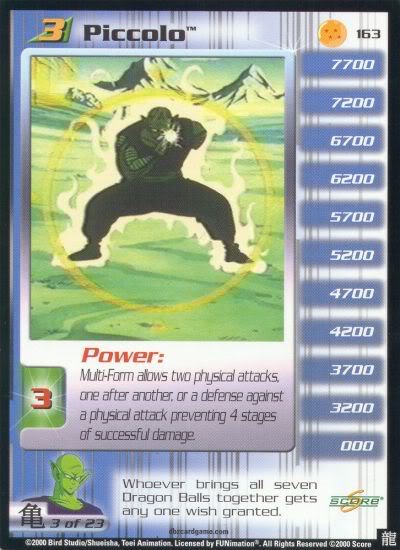 3 Piccolo™ 163
7700
7200
6700
6200
5700
5200
4700
4200
3700
3200
000
Power:
3
Multi-Form allows two physical attacks,
one after another, or a defense against
a physical attack preventing 4 stages
of successful damage.
Whoever brings all seven
Dragon Balls together gets
any one wish granted.
SCORE
亀 3 of 23
龍
dbzcardgame.com
©2000 Bird Studio/Shueisha, Toei Animation. Licensed by FUNimation®. All Rights Reserved ©2000 Score